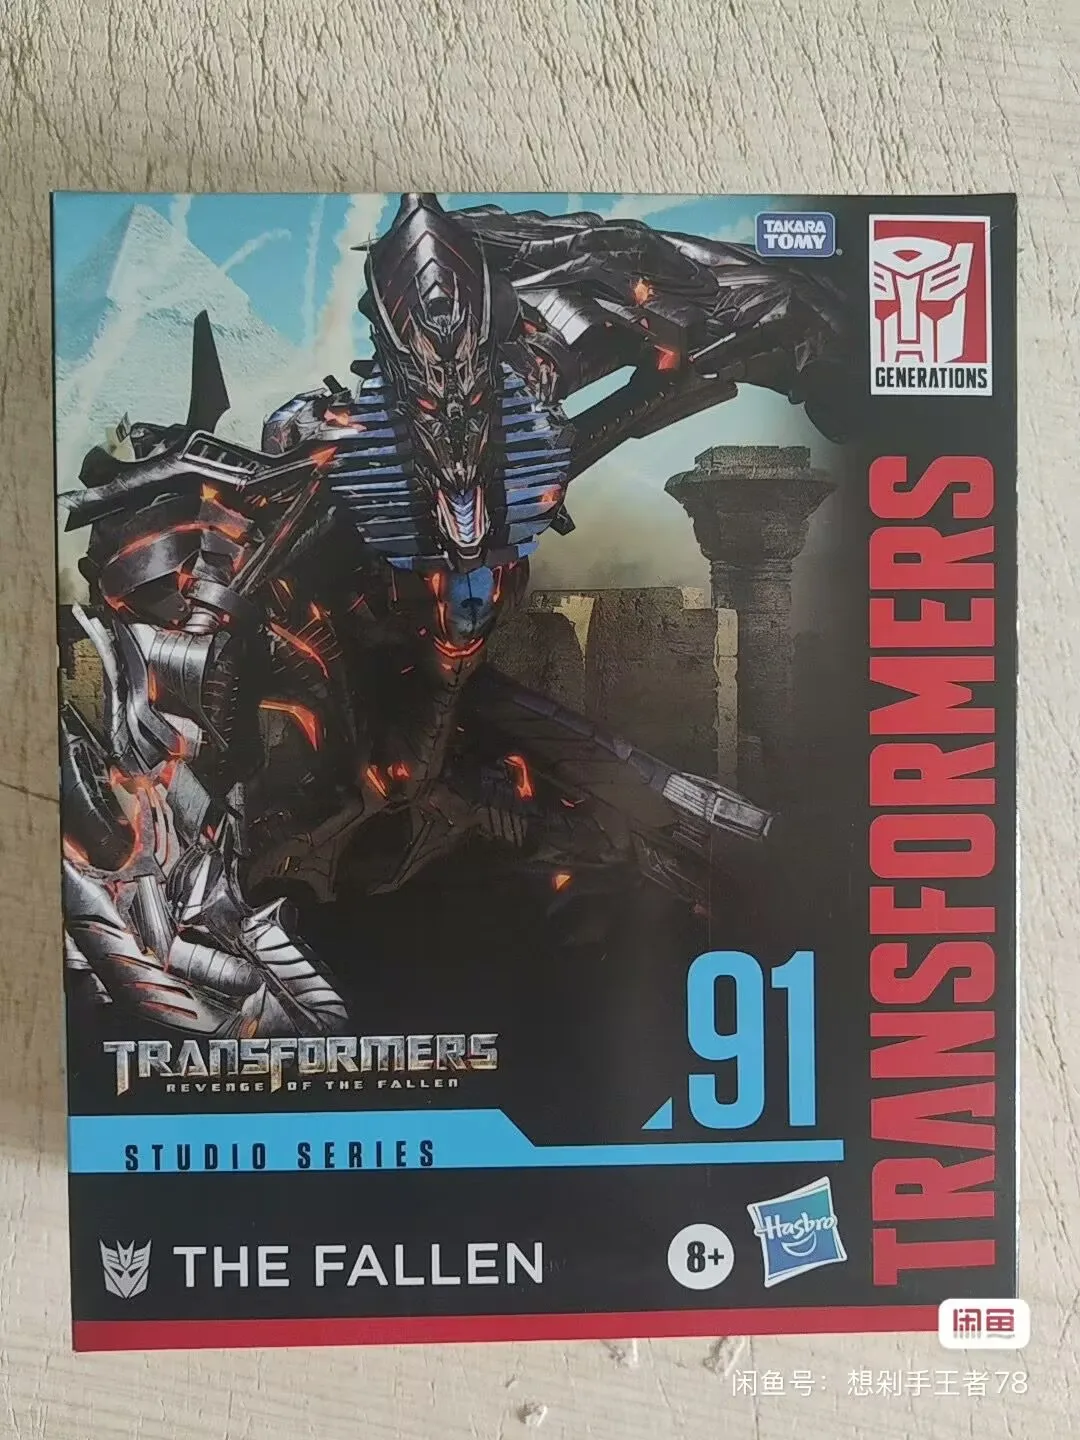 TAKARA
TOMY
GENERATIONS
TRANSFORMERS
TRANSFORMERS
REVENGE OF THE FALLEN
91
STUDIO SERIES
THE FALLEN
8+
Hasbro
闲鱼
闲鱼号：想剁手王者78